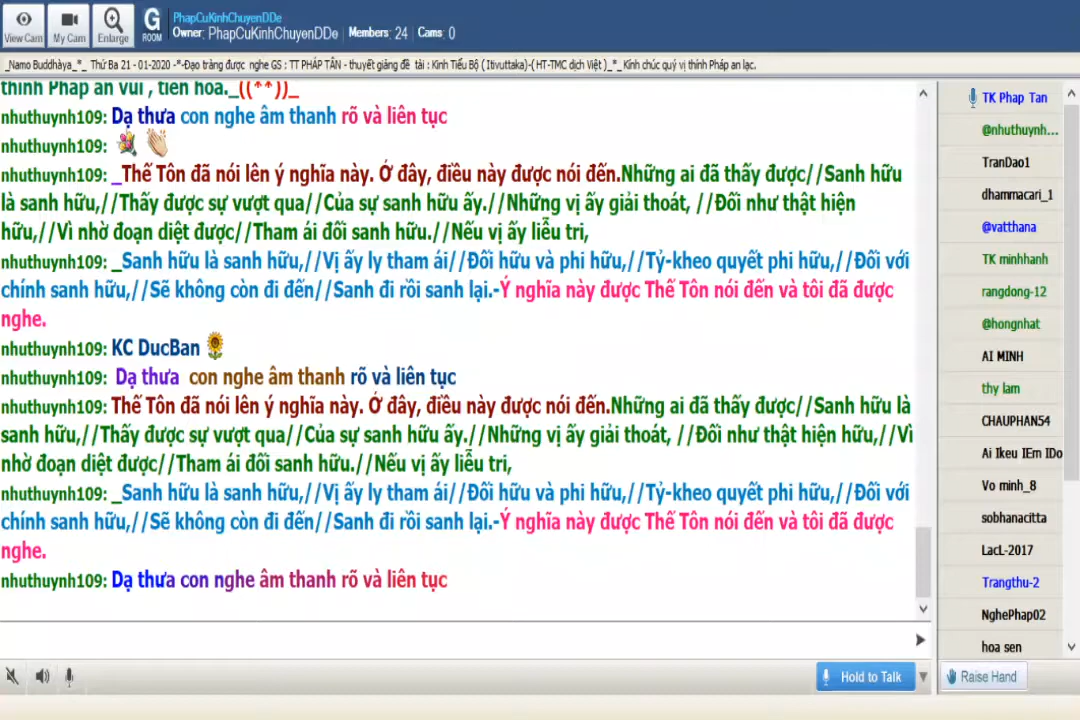 View Cam My Cam Enlarge G ROOM PhapCuKinhChuyenDDe
Owner: PhapCuKinhChuyenDDe Members: 24 Cams: 0
_Namo Buddhàya_*_ Thứ Ba 21 - 01-2020 -*-Đạo tràng được nghe GS : TT PHÁP TÂN - thuyết giảng đề tài : Kinh Tiểu Bộ ( Itivuttaka)-( HT-TMC dịch Việt )_*_ Kính chúc quý vị thính Pháp an lạc.
thính Pháp an vui , tiến hóa._((**))_
nhuthuynh109: Dạ thưa con nghe âm thanh rõ và liên tục
nhuthuynh109:
nhuthuynh109: _Thế Tôn đã nói lên ý nghĩa này. Ở đây, điều này được nói đến.Những ai đã thấy được//Sanh hữu
là sanh hữu,//Thấy được sự vượt qua//Của sự sanh hữu ấy.//Những vị ấy giải thoát, //Đối như thật hiện
hữu,//Vì nhờ đoạn diệt được//Tham ái đối sanh hữu.//Nếu vị ấy liễu tri,
nhuthuynh109: _Sanh hữu là sanh hữu,//Vị ấy ly tham ái//Đối hữu và phi hữu,//Tỷ-kheo quyết phi hữu,//Đối với
chính sanh hữu,//Sẽ không còn đi đến//Sanh đi rồi sanh lại.-Ý nghĩa này được Thế Tôn nói đến và tôi đã được
nghe.
nhuthuynh109: KC DucBan
nhuthuynh109: Dạ thưa con nghe âm thanh rõ và liên tục
nhuthuynh109: Thế Tôn đã nói lên ý nghĩa này. Ở đây, điều này được nói đến.Những ai đã thấy được//Sanh hữu là
sanh hữu,//Thấy được sự vượt qua//Của sự sanh hữu ấy.//Những vị ấy giải thoát, //Đối như thật hiện hữu,//Vì
nhờ đoạn diệt được//Tham ái đối sanh hữu.//Nếu vị ấy liễu tri,
nhuthuynh109: _Sanh hữu là sanh hữu,//Vị ấy ly tham ái//Đối hữu và phi hữu,//Tỷ-kheo quyết phi hữu,//Đối với
chính sanh hữu,//Sẽ không còn đi đến//Sanh đi rồi sanh lại.-Ý nghĩa này được Thế Tôn nói đến và tôi đã được
nghe.
nhuthuynh109: Dạ thưa con nghe âm thanh rõ và liên tục
TK Phap Tan
@nhuthuynh...
TranDao1
dhammacari_1
@vatthana
TK minhhanh
rangdong-12
@hongnhat
AI MINH
thy lam
CHAUPHAN54
Ai Ikeu IEm IDo
Vo minh_8
sobhanacitta
LacL-2017
Trangthu-2
NghePhap02
hoa sen
Hold to Talk
Raise Hand